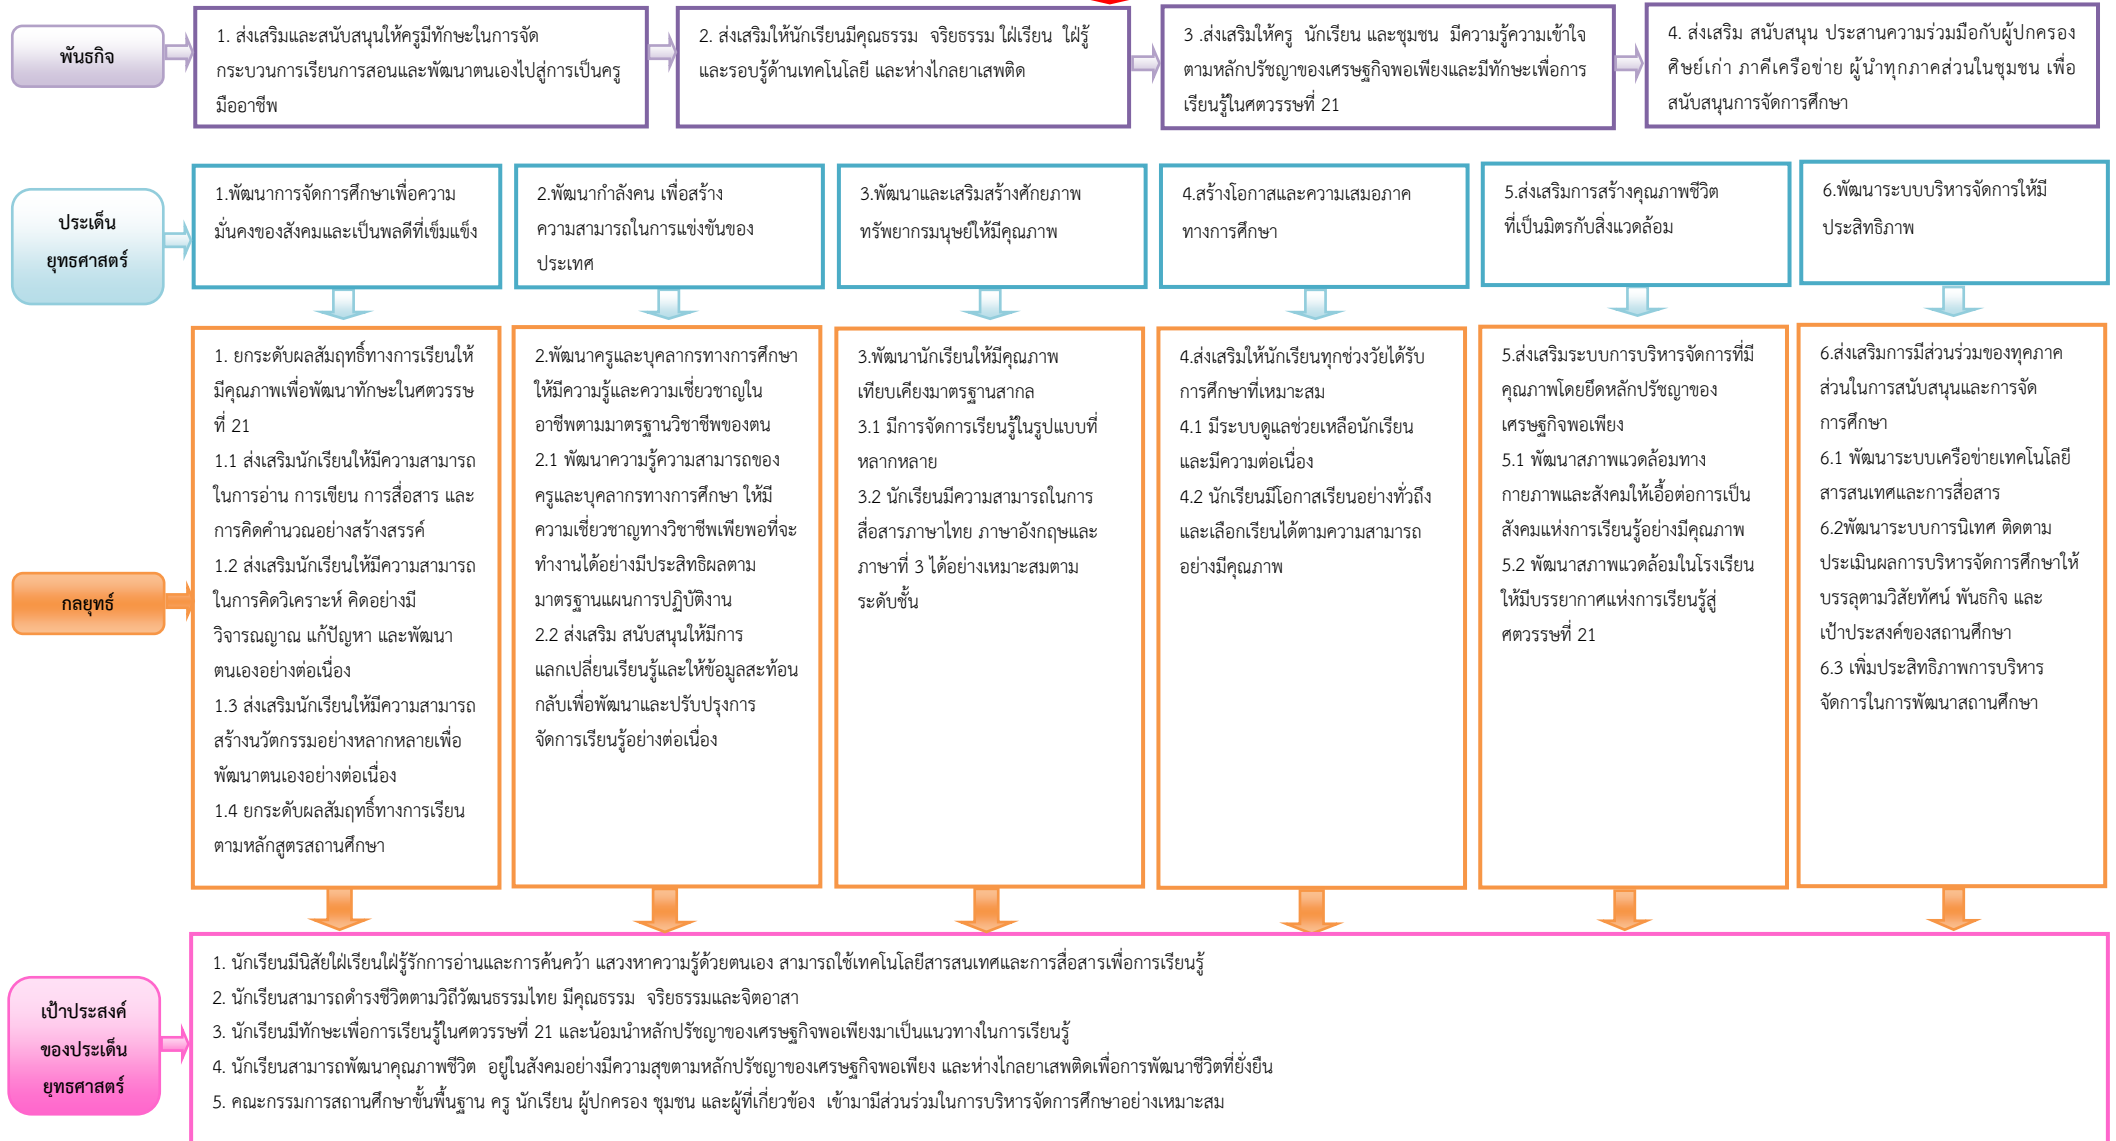 พันธกิจ
1. ส่งเสริมและสนับสนุนให้ครูมีทักษะในการจัด
กระบวนการเรียนการสอนและพัฒนาตนเองไปสู่การเป็นครู
มืออาชีพ
2. ส่งเสริมให้นักเรียนมีคุณธรรม จริยธรรม ใฝ่เรียน ใฝ่รู้
และรอบรู้ด้านเทคโนโลยี และห่างไกลยาเสพติด
3 .ส่งเสริมให้ครู นักเรียน และชุมชน มีความรู้ความเข้าใจ
ตามหลักปรัชญาของเศรษฐกิจพอเพียงและมีทักษะเพื่อการ
เรียนรู้ในศตวรรษที่ 21
4. ส่งเสริม สนับสนุน ประสานความร่วมมือกับผู้ปกครอง
ศิษย์เก่า ภาคีเครือข่าย ผู้นำทุกภาคส่วนในชุมชน เพื่อ
สนับสนุนการจัดการศึกษา
ประเด็น
ยุทธศาสตร์
1.พัฒนาการจัดการศึกษาเพื่อความ
มั่นคงของสังคมและเป็นพลดีที่เข็มแข็ง
2.พัฒนากำลังคน เพื่อสร้าง
ความสามารถในการแข่งขันของ
ประเทศ
3.พัฒนาและเสริมสร้างศักยภาพ
ทรัพยากรมนุษย์ให้มีคุณภาพ
4.สร้างโอกาสและความเสมอภาค
ทางการศึกษา
5.ส่งเสริมการสร้างคุณภาพชีวิต
ที่เป็นมิตรกับสิ่งแวดล้อม
6.พัฒนาระบบบริหารจัดการให้มี
ประสิทธิภาพ
กลยุทธ์
1. ยกระดับผลสัมฤทธิ์ทางการเรียนให้
มีคุณภาพเพื่อพัฒนาทักษะในศตวรรษ
ที่ 21
1.1 ส่งเสริมนักเรียนให้มีความสามารถ
ในการอ่าน การเขียน การสื่อสาร และ
การคิดคำนวณอย่างสร้างสรรค์
1.2 ส่งเสริมนักเรียนให้มีความสามารถ
ในการคิดวิเคราะห์ คิดอย่างมี
วิจารณญาณ แก้ปัญหา และพัฒนา
ตนเองอย่างต่อเนื่อง
1.3 ส่งเสริมนักเรียนให้มีความสามารถ
สร้างนวัตกรรมอย่างหลากหลายเพื่อ
พัฒนาตนเองอย่างต่อเนื่อง
1.4 ยกระดับผลสัมฤทธิ์ทางการเรียน
ตามหลักสูตรสถานศึกษา
2.พัฒนาครูและบุคลากรทางการศึกษา
ให้มีความรู้และความเชี่ยวชาญใน
อาชีพตามมาตรฐานวิชาชีพของตน
2.1 พัฒนาความรู้ความสามารถของ
ครูและบุคลากรทางการศึกษา ให้มี
ความเชี่ยวชาญทางวิชาชีพเพียพอที่จะ
ทำงานได้อย่างมีประสิทธิผลตาม
มาตรฐานแผนการปฏิบัติงาน
2.2 ส่งเสริม สนับสนุนให้มีการ
แลกเปลี่ยนเรียนรู้และให้ข้อมูลสะท้อน
กลับเพื่อพัฒนาและปรับปรุงการ
จัดการเรียนรู้อย่างต่อเนื่อง
3.พัฒนานักเรียนให้มีคุณภาพ
เทียบเคียงมาตรฐานสากล
3.1 มีการจัดการเรียนรู้ในรูปแบบที่
หลากหลาย
3.2 นักเรียนมีความสามารถในการ
สื่อสารภาษาไทย ภาษาอังกฤษและ
ภาษาที่ 3 ได้อย่างเหมาะสมตาม
ระดับชั้น
4.ส่งเสริมให้นักเรียนทุกช่วงวัยได้รับ
การศึกษาที่เหมาะสม
4.1 มีระบบดูแลช่วยเหลือนักเรียน
และมีความต่อเนื่อง
4.2 นักเรียนมีโอกาสเรียนอย่างทั่วถึง
และเลือกเรียนได้ตามความสามารถ
อย่างมีคุณภาพ
5.ส่งเสริมระบบการบริหารจัดการที่มี
คุณภาพโดยยึดหลักปรัชญาของ
เศรษฐกิจพอเพียง
5.1 พัฒนาสภาพแวดล้อมทาง
กายภาพและสังคมให้เอื้อต่อการเป็น
สังคมแห่งการเรียนรู้อย่างมีคุณภาพ
5.2 พัฒนาสภาพแวดล้อมในโรงเรียน
ให้มีบรรยากาศแห่งการเรียนรู้สู่
ศตวรรษที่ 21
6.ส่งเสริมการมีส่วนร่วมของทุคภาค
ส่วนในการสนับสนุนและการจัด
การศึกษา
6.1 พัฒนาระบบเครือข่ายเทคโนโลยี
สารสนเทศและการสื่อสาร
6.2พัฒนาระบบการนิเทศ ติดตาม
ประเมินผลการบริหารจัดการศึกษาให้
บรรลุตามวิสัยทัศน์ พันธกิจ และ
เป้าประสงค์ของสถานศึกษา
6.3 เพิ่มประสิทธิภาพการบริหาร
จัดการในการพัฒนาสถานศึกษา
เป้าประสงค์
ของประเด็น
ยุทธศาสตร์
1. นักเรียนมีนิสัยใฝ่เรียนใฝ่รู้รักการอ่านและการค้นคว้า แสวงหาความรู้ด้วยตนเอง สามารถใช้เทคโนโลยีสารสนเทศและการสื่อสารเพื่อการเรียนรู้
2. นักเรียนสามารถดำรงชีวิตตามวิถีวัฒนธรรมไทย มีคุณธรรม จริยธรรมและจิตอาสา
3. นักเรียนมีทักษะเพื่อการเรียนรู้ในศตวรรษที่ 21 และน้อมนำหลักปรัชญาของเศรษฐกิจพอเพียงมาเป็นแนวทางในการเรียนรู้
4. นักเรียนสามารถพัฒนาคุณภาพชีวิต อยู่ในสังคมอย่างมีความสุขตามหลักปรัชญาของเศรษฐกิจพอเพียง และห่างไกลยาเสพติดเพื่อการพัฒนาชีวิตที่ยั่งยืน
5. คณะกรรมการสถานศึกษาขั้นพื้นฐาน ครู นักเรียน ผู้ปกครอง ชุมชน และผู้ที่เกี่ยวข้อง เข้ามามีส่วนร่วมในการบริหารจัดการศึกษาอย่างเหมาะสม